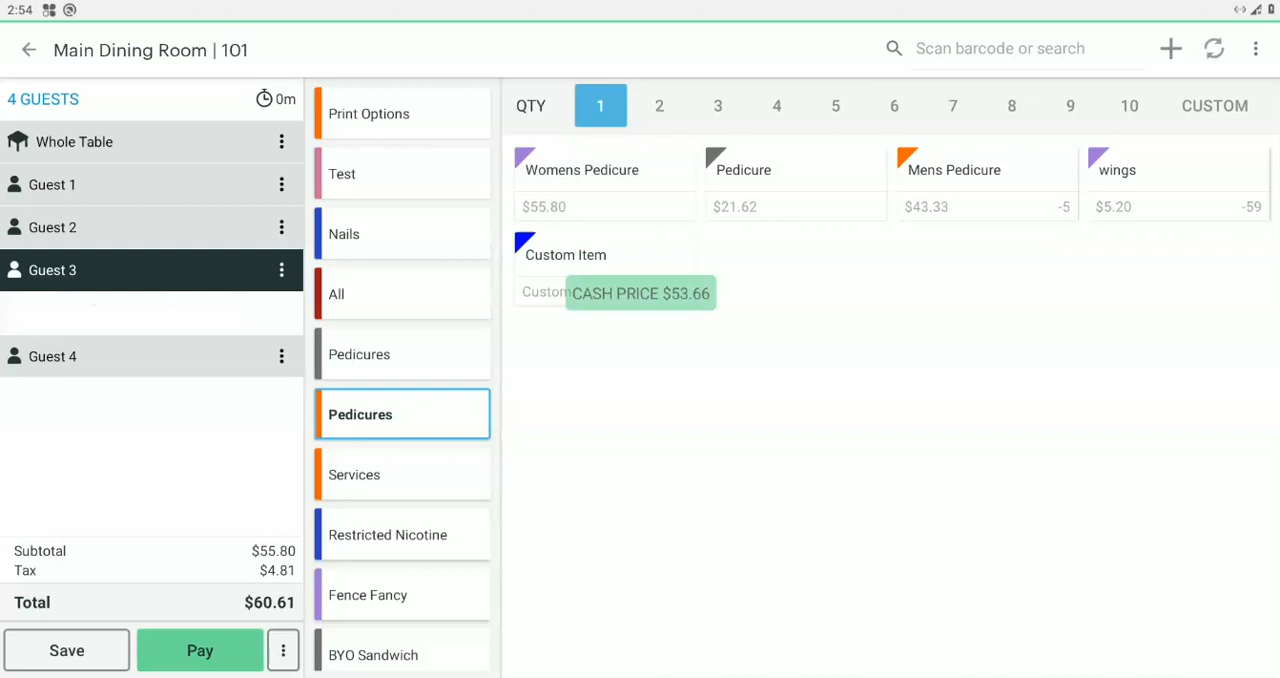 2:54
Main Dining Room | 101
Scan barcode or search
4 GUESTS
0m
Whole Table
Guest 1
Guest 2
Guest 3
Guest 4
Subtotal $55.80
Tax $4.81
Total $60.61
Save
Pay
Print Options
Test
Nails
All
Pedicures
Pedicures
Services
Restricted Nicotine
Fence Fancy
BYO Sandwich
QTY 1 2 3 4 5 6 7 8 9 10 CUSTOM
Womens Pedicure
$55.80
Pedicure
$21.62
Mens Pedicure
$43.33 -5
wings
$5.20 -59
Custom Item
Custom
CASH PRICE $53.66